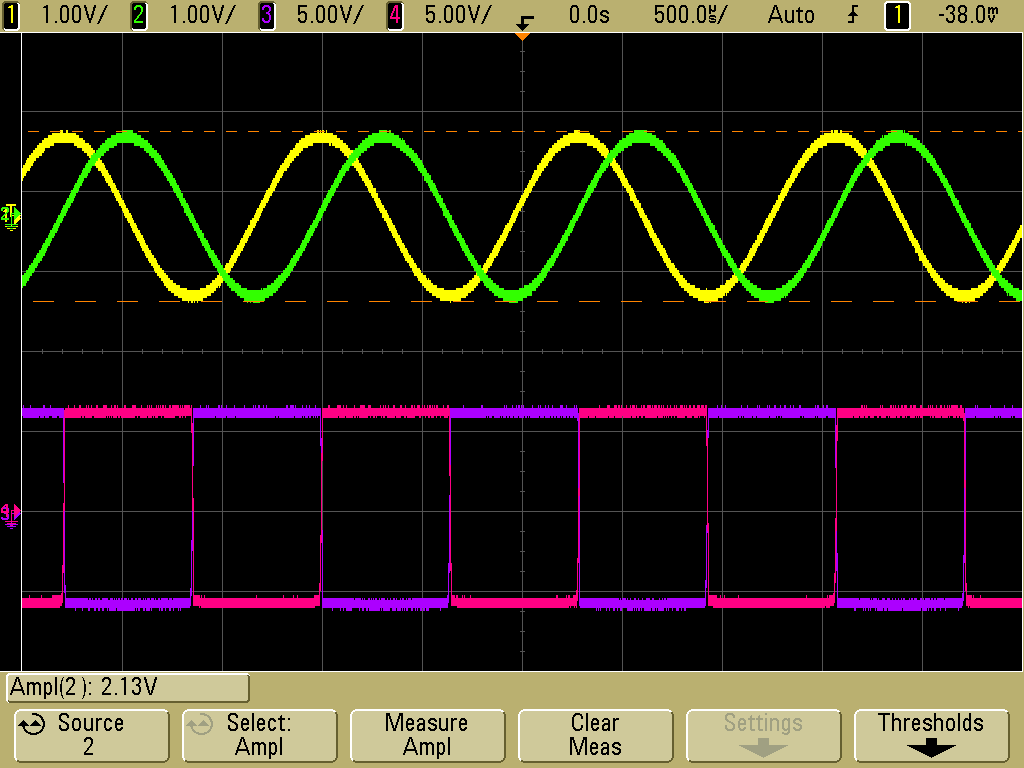 1 1.00V/ 2 1.00V/ 3 5.00V/ 4 5.00V/ 0.0s 500.0µs/ Auto 1 -38.0mV
Ampl(2): 2.13V
Source
2
Select:
Ampl
Measure
Ampl
Clear
Meas
Settings
Thresholds